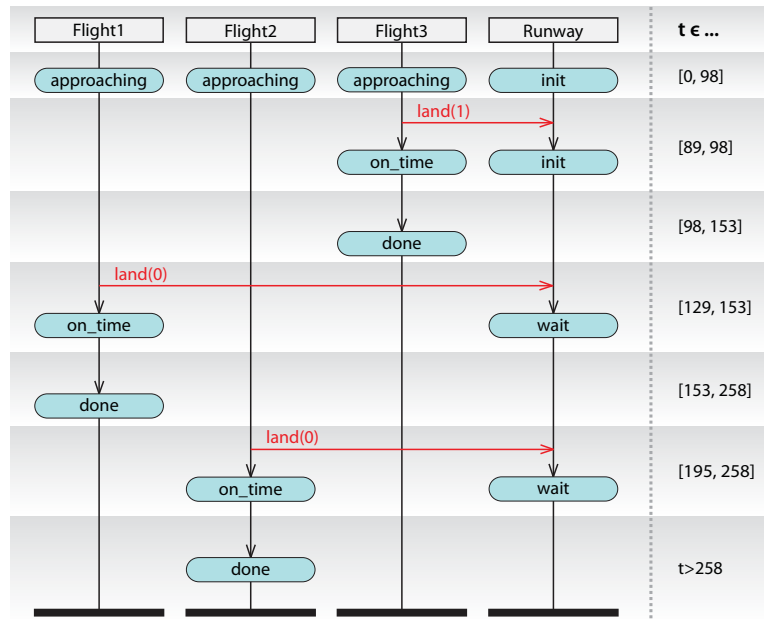 Flight1 Flight2 Flight3 Runway t ϵ ...
approaching approaching approaching init [0, 98]
land(1)
on_time init [89, 98]
done [98, 153]
land(0)
on_time wait [129, 153]
done [153, 258]
land(0)
on_time wait [195, 258]
done t>258